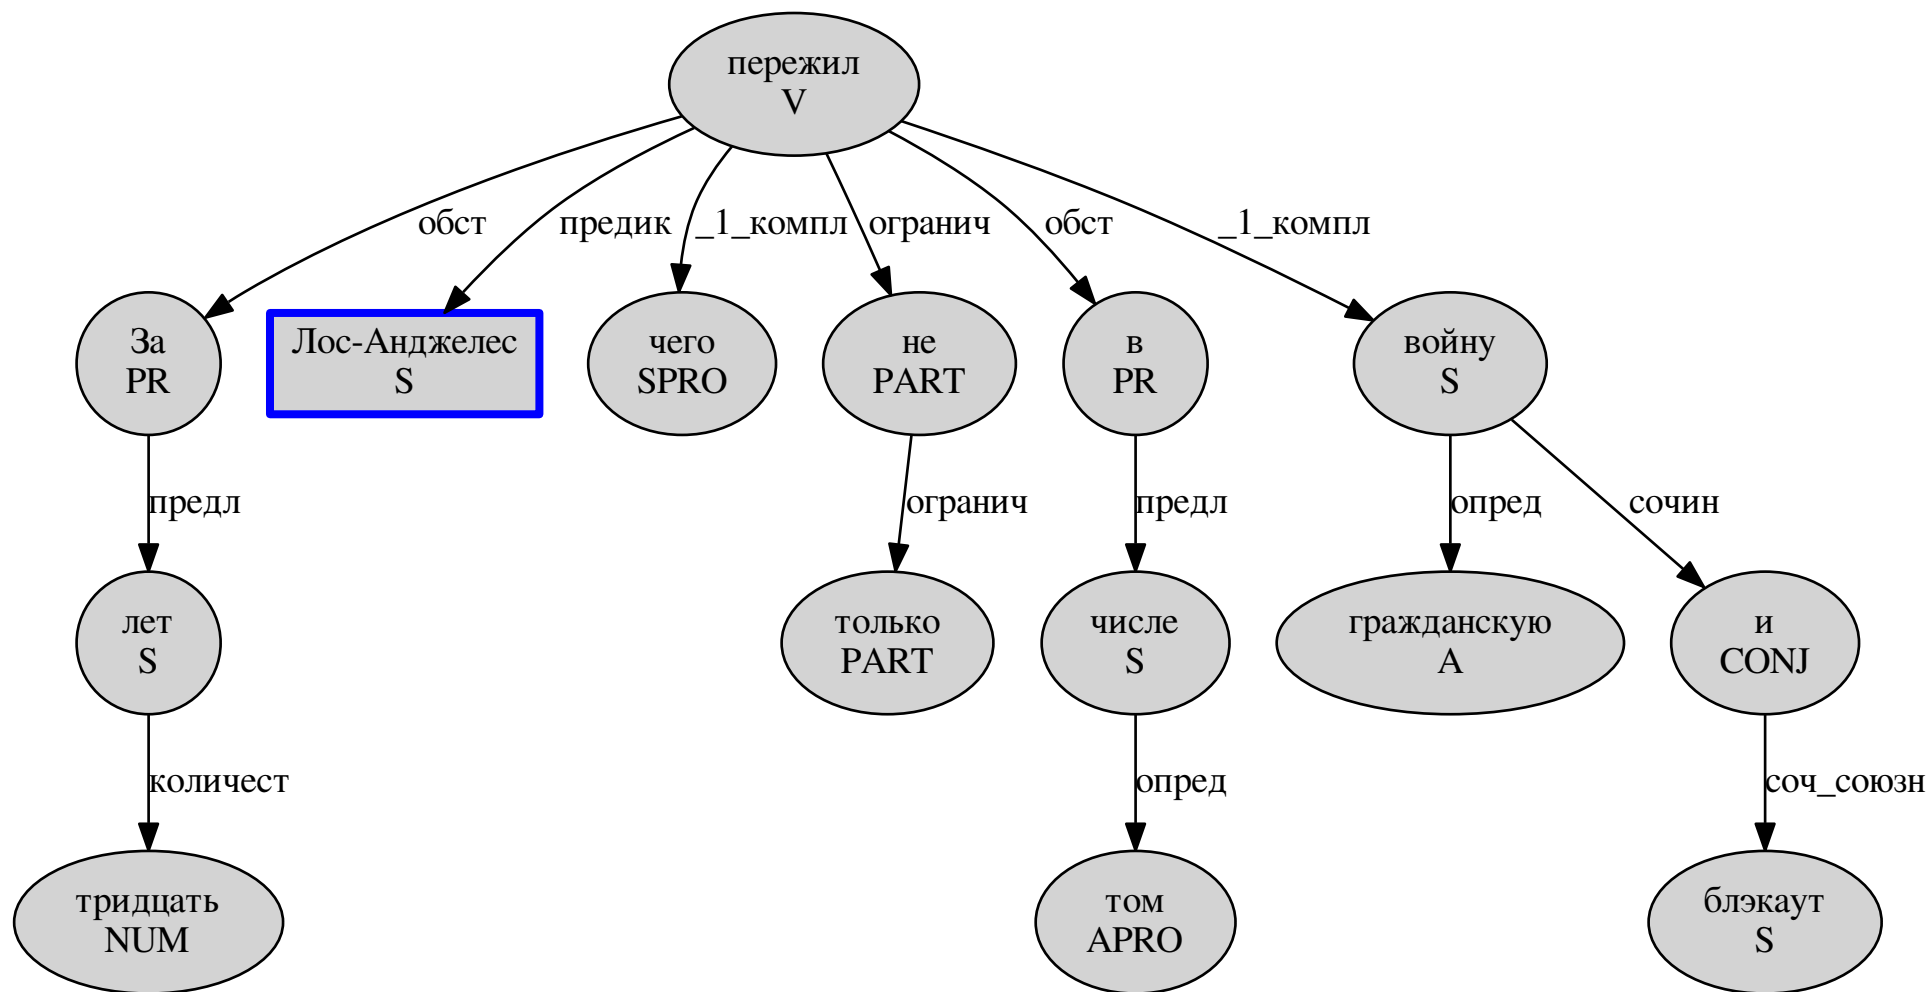 пережил
V
обст
предик
_1_компл
огранич
обст
_1_компл
За
PR
Лос-Анджелес
S
чего
SPRO
не
PART
в
PR
войну
S
предл
огранич
предл
опред
сочин
лет
S
только
PART
числе
S
гражданскую
A
и
CONJ
количест
опред
соч_союзн
тридцать
NUM
том
APRO
блэкаут
S